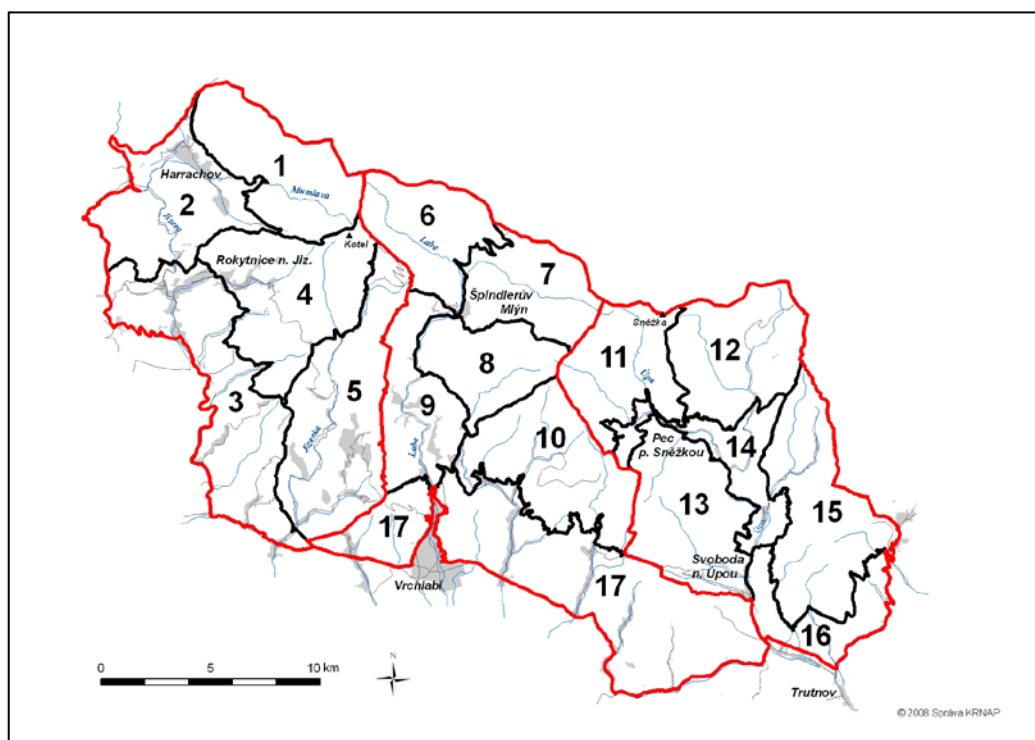 1
Harrachov
Mumlava
2
6
Jizera
Labe
Kotel
Rokytnice n. Jiz.
7
4
Špindlerův
Mlýn
Sněžka
12
11
8
Úpa
3
5
9
Jizerka
Labe
10
14
Pec
p. Sněžkou
13
15
Úpa
17
Svoboda
n. Úpou
Vrchlabí
17
16
0 5 10 km
N
Trutnov
© 2008 Správa KRNAP